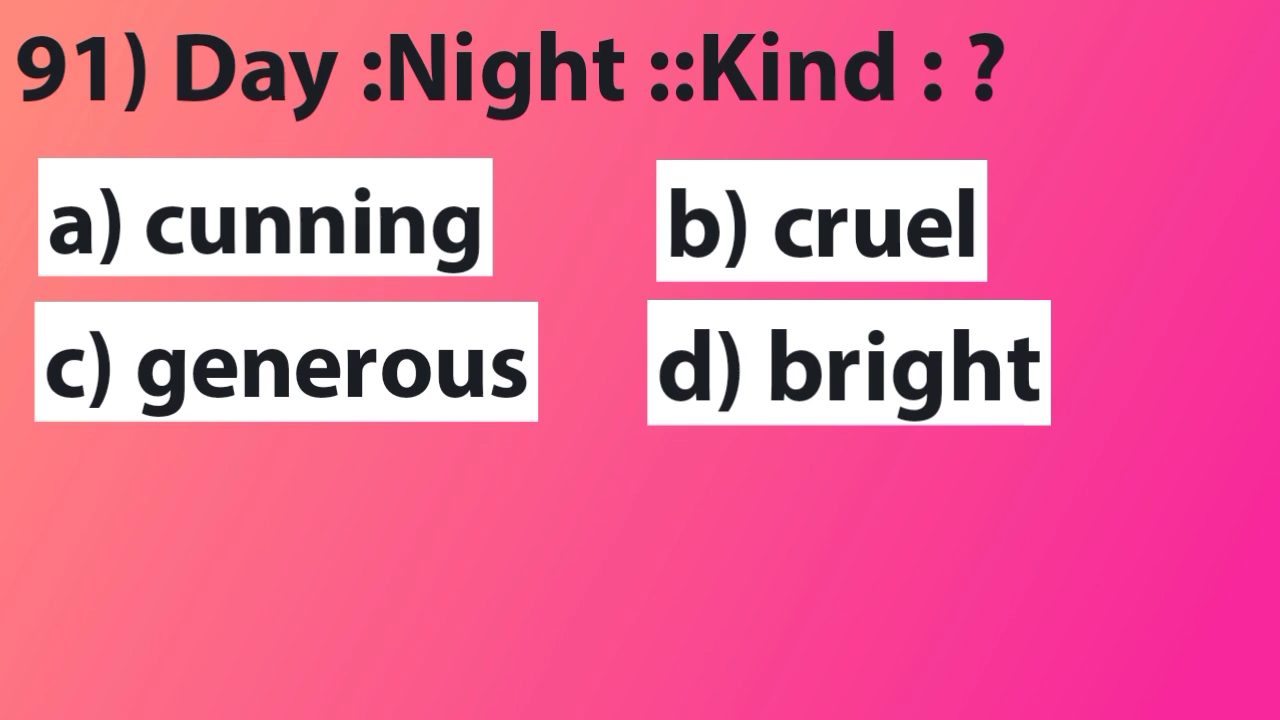 91) Day :Night ::Kind : ?
a) cunning
b) cruel
c) generous
d) bright